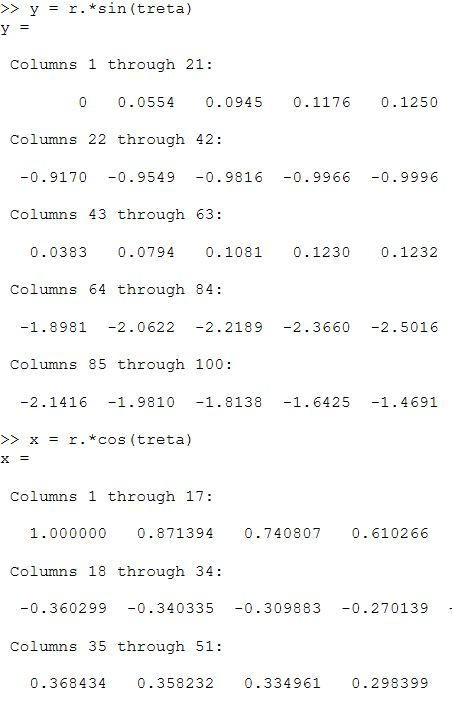 >> y = r.*sin(treta)
y =
Columns 1 through 21:
0 0.0554 0.0945 0.1176 0.1250
Columns 22 through 42:
-0.9170 -0.9549 -0.9816 -0.9966 -0.9996
Columns 43 through 63:
0.0383 0.0794 0.1081 0.1230 0.1232
Columns 64 through 84:
-1.8981 -2.0622 -2.2189 -2.3660 -2.5016
Columns 85 through 100:
-2.1416 -1.9810 -1.8138 -1.6425 -1.4691
>> x = r.*cos(treta)
x =
Columns 1 through 17:
1.000000 0.871394 0.740807 0.610266
Columns 18 through 34:
-0.360299 -0.340335 -0.309883 -0.270139 -
Columns 35 through 51:
0.368434 0.358232 0.334961 0.298399